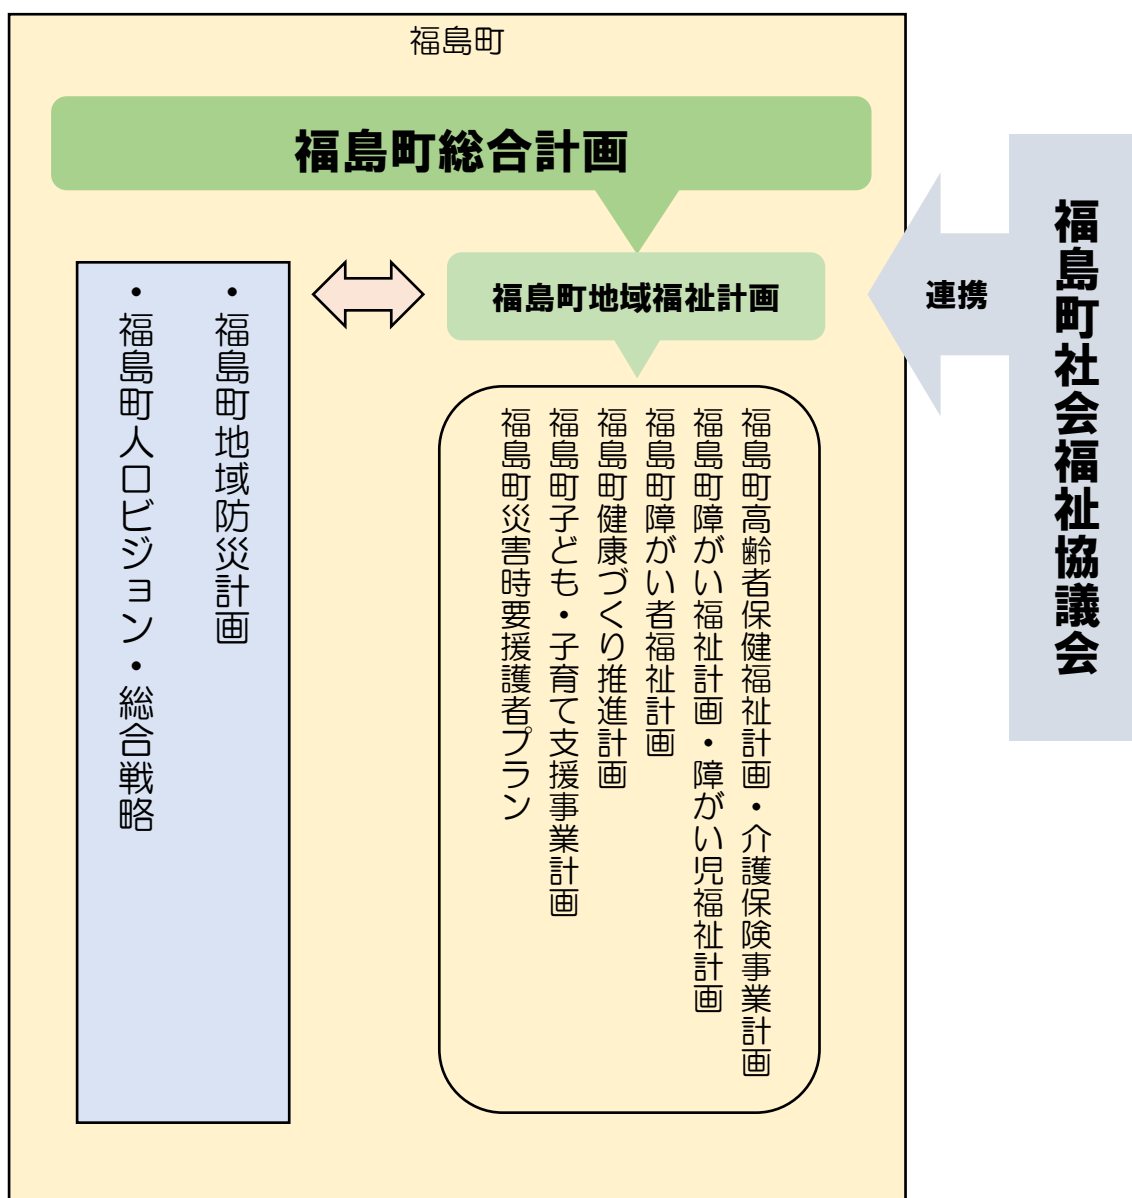 福島町
福島町総合計画
福島町地域福祉計画
連携
福島町社会福祉協議会
・福島町地域防災計画
・福島町人口ビジョン・総合戦略
福島町高齢者保健福祉計画・介護保険事業計画
福島町障がい福祉計画・障がい児福祉計画
福島町障がい者福祉計画
福島町健康づくり推進計画
福島町子ども・子育て支援事業計画
福島町災害時要援護者プラン